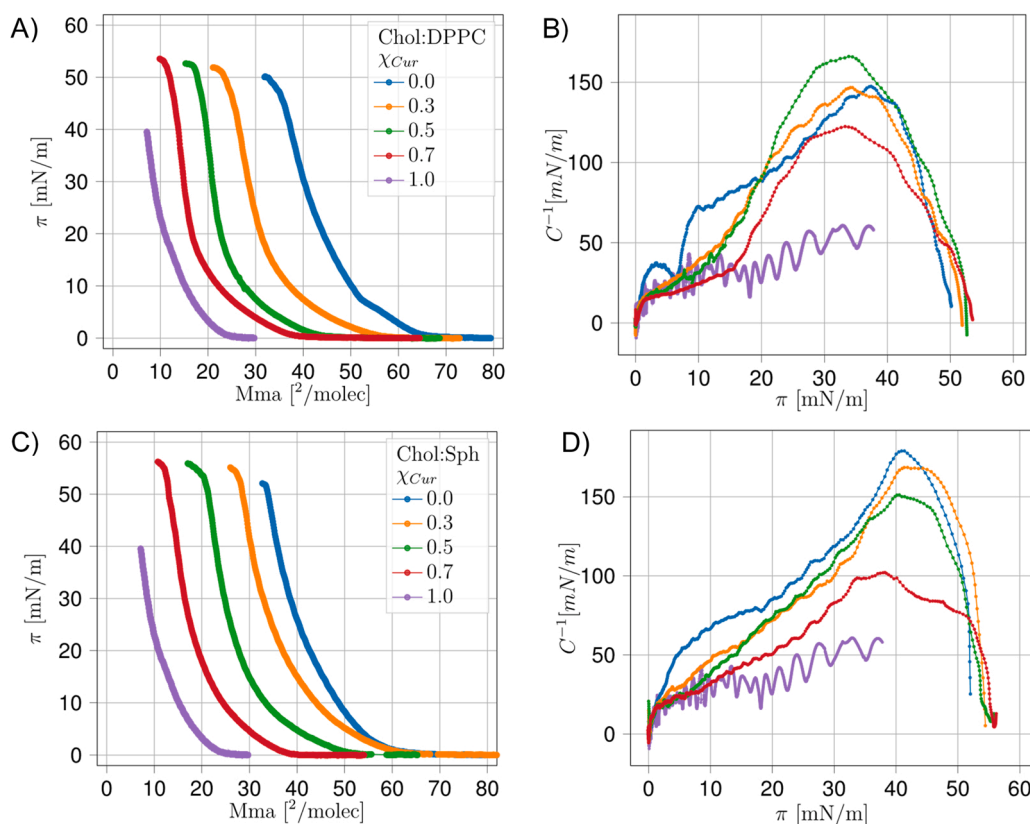 A)
60
50
40
30
20
10
0
π [mN/m]
0 10 20 30 40 50 60 70 80
Mma [²/molec]
Chol:DPPC
χCur
0.0
0.3
0.5
0.7
1.0
B)
150
100
50
0
C⁻¹[mN/m]
0 10 20 30 40 50 60
π [mN/m]
C)
60
50
40
30
20
10
0
π [mN/m]
0 10 20 30 40 50 60 70 80
Mma [²/molec]
Chol:Sph
χCur
0.0
0.3
0.5
0.7
1.0
D)
150
100
50
0
C⁻¹[mN/m]
0 10 20 30 40 50 60
π [mN/m]